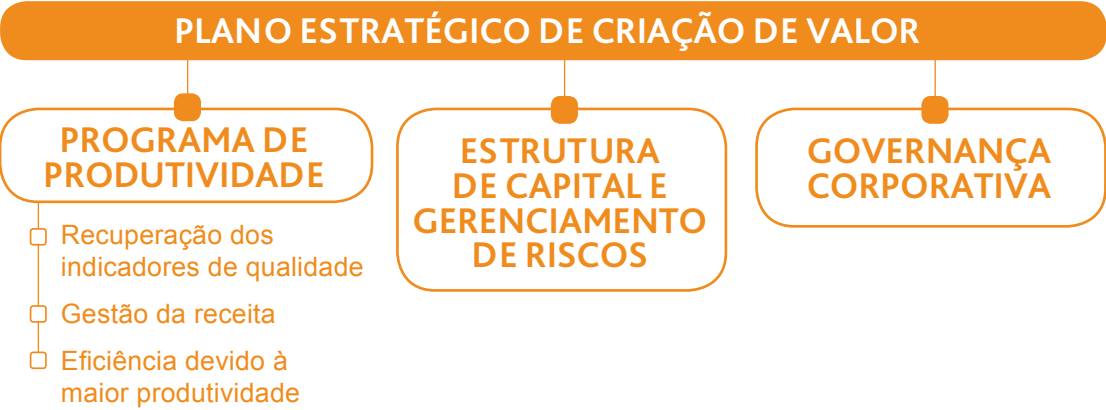 PLANO ESTRATÉGICO DE CRIAÇÃO DE VALOR
PROGRAMA DE
PRODUTIVIDADE
Recuperação dos
indicadores de qualidade
Gestão da receita
Eficiência devido à
maior produtividade
ESTRUTURA
DE CAPITAL E
GERENCIAMENTO
DE RISCOS
GOVERNANÇA
CORPORATIVA